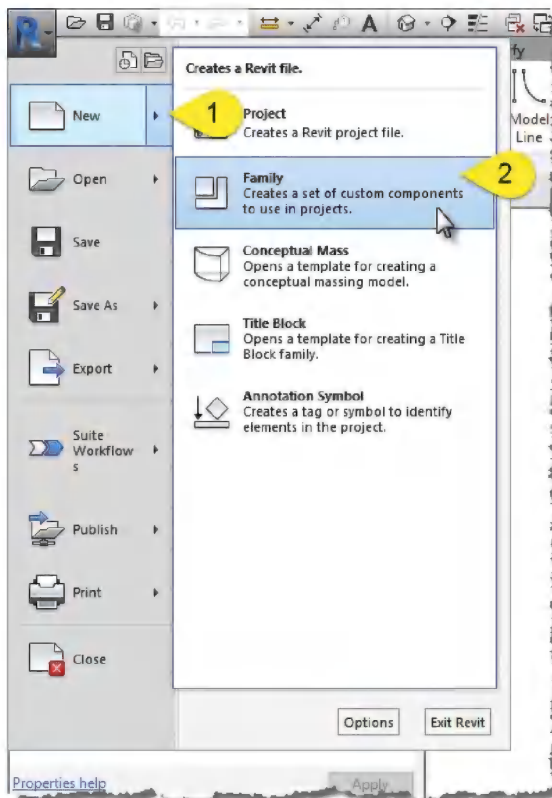 A
fy
Creates a Revit file.
New
1
Project
Creates a Revit project file.
Model
Line
Open
Family
Creates a set of custom components
to use in projects.
2
Save
Conceptual Mass
Opens a template for creating a
conceptual massing model.
Save As
Title Block
Opens a template for creating a Title
Block family.
Export
Annotation Symbol
Creates a tag or symbol to identify
elements in the project.
Suite
Workflow
s
Publish
Print
Close
Options
Exit Revit
Properties help
Apply